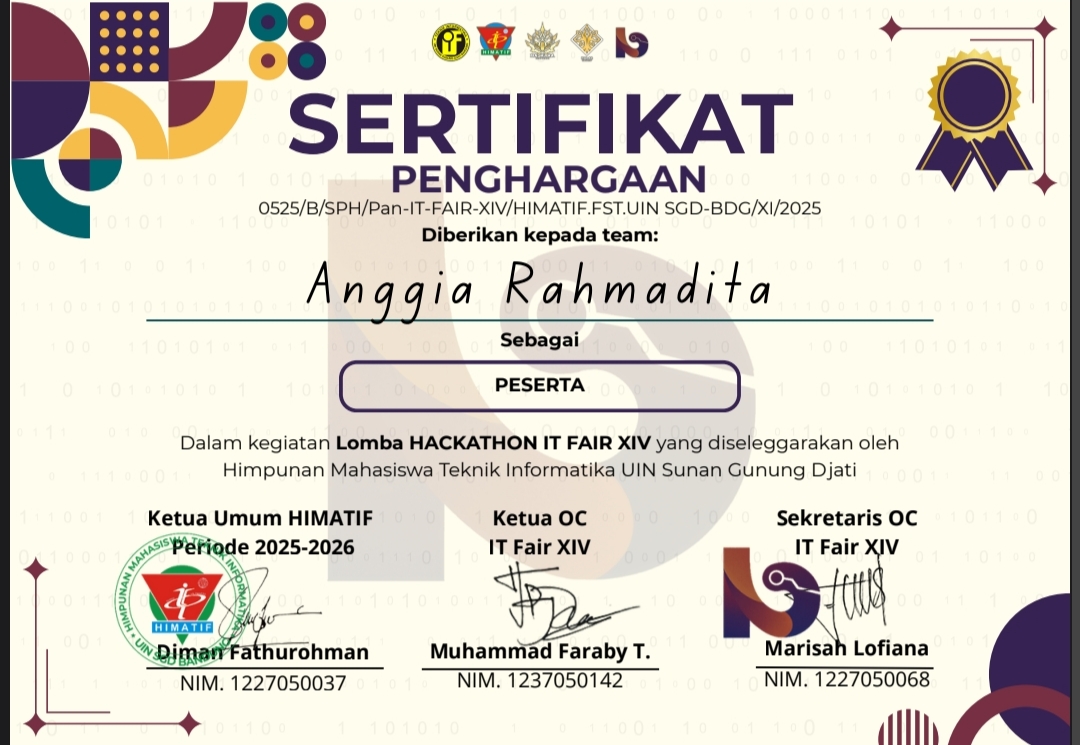 SERTIFIKAT
PENGHARGAAN
0525/B/SPH/Pan-IT-FAIR-XIV/HIMATIF.FST.UIN SGD-BDG/XI/2025
Diberikan kepada team:
Anggia Rahmadita
Sebagai
PESERTA
Dalam kegiatan Lomba HACKATHON IT FAIR XIV yang diseleggarakan oleh
Himpunan Mahasiswa Teknik Informatika UIN Sunan Gunung Djati
Ketua Umum HIMATIF
Periode 2025-2026
HIMATIF
Diman Fathurohman
NIM. 1227050037
Ketua OC
IT Fair XIV
Muhammad Faraby T.
NIM. 1237050142
Sekretaris OC
IT Fair XIV
Marisah Lofiana
NIM. 1227050068